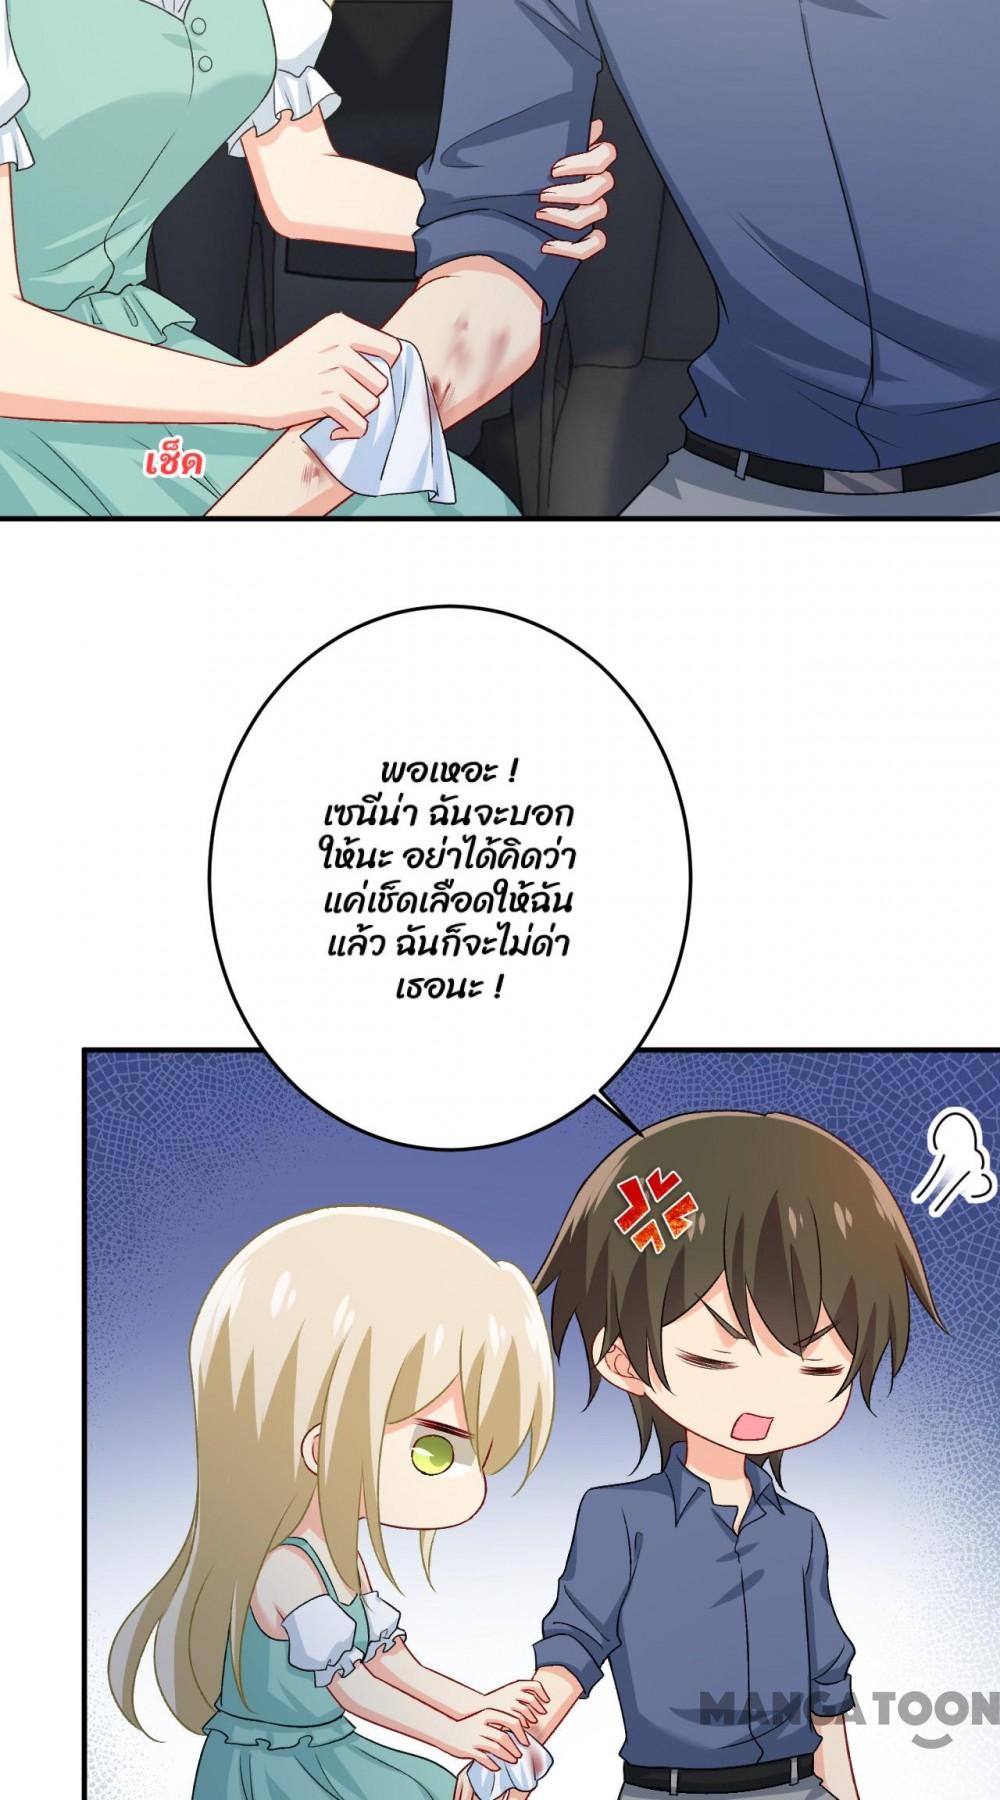 เช็ด
พอเหอะ !
เซนีน่า ฉันจะบอก
ให้นะ อย่าได้คิดว่า
แค่เช็ดเลือดให้ฉัน
แล้ว ฉันก็จะไม่ด่า
เธอนะ !
MANGATOON